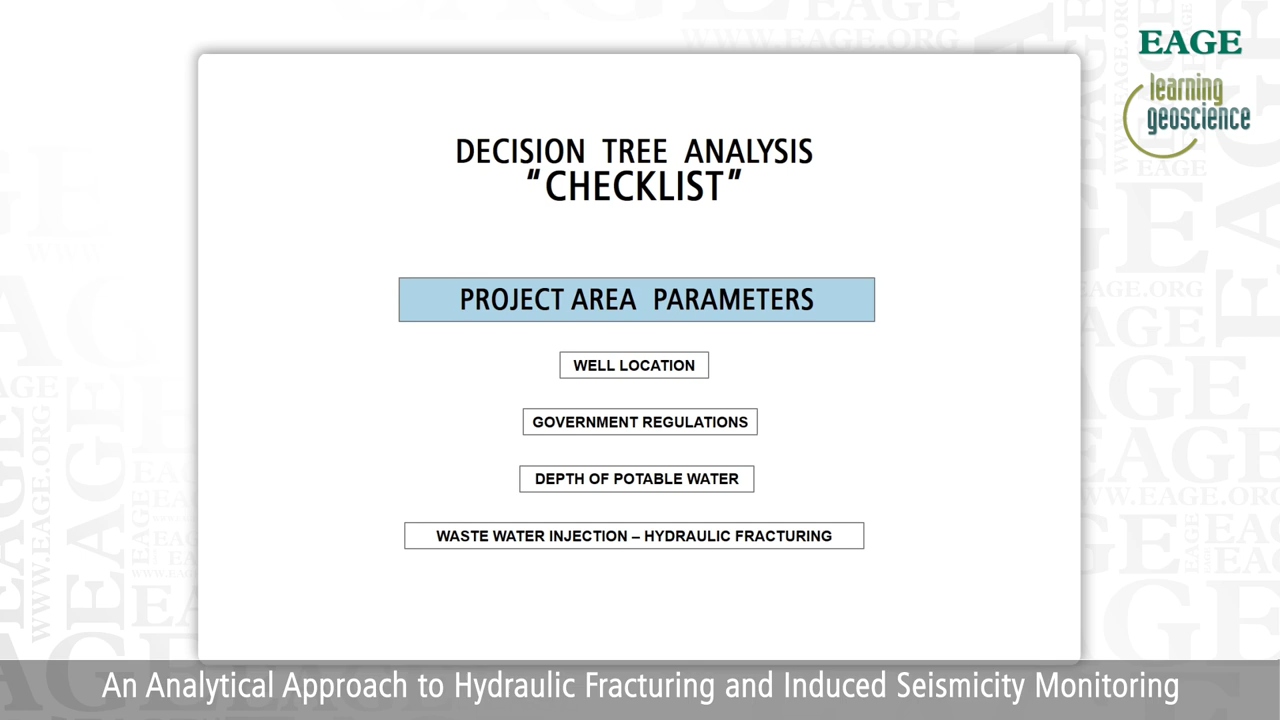 EAGE
learning
geoscience
DECISION TREE ANALYSIS
"CHECKLIST"
PROJECT AREA PARAMETERS
WELL LOCATION
GOVERNMENT REGULATIONS
DEPTH OF POTABLE WATER
WASTE WATER INJECTION – HYDRAULIC FRACTURING
An Analytical Approach to Hydraulic Fracturing and Induced Seismicity Monitoring